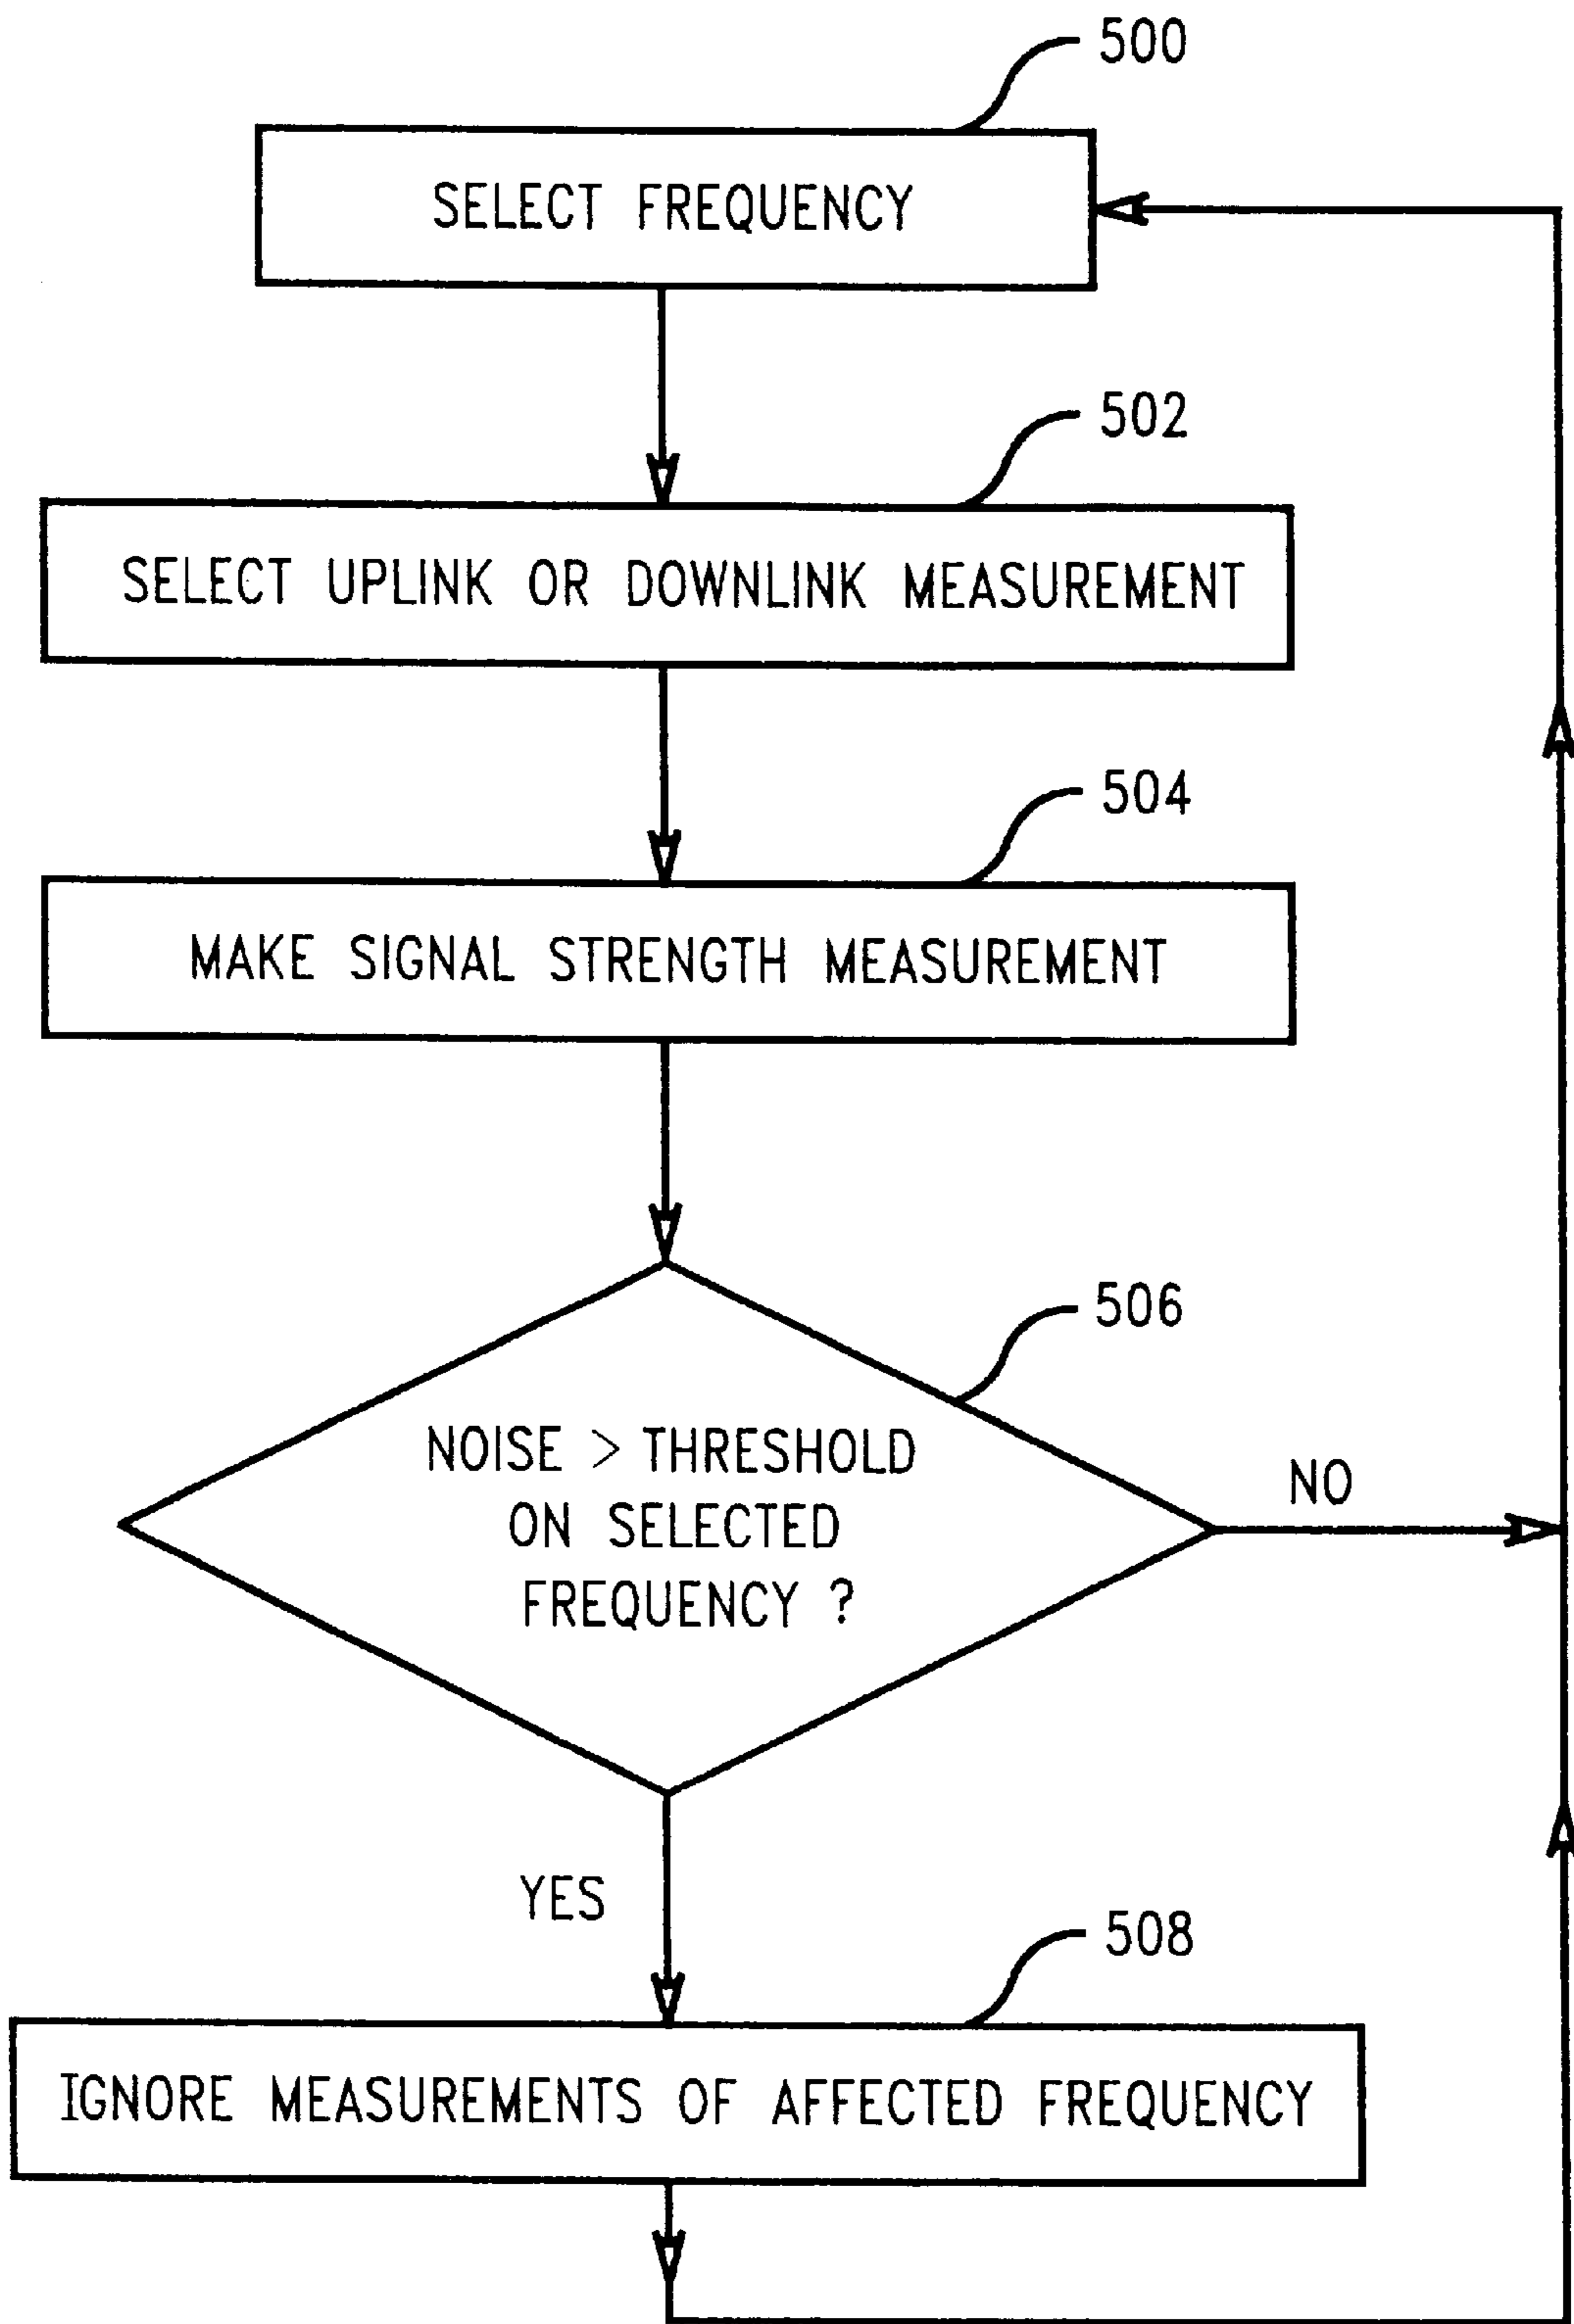 500
SELECT FREQUENCY
502
SELECT UPLINK OR DOWNLINK MEASUREMENT
504
MAKE SIGNAL STRENGTH MEASUREMENT
506
NOISE > THRESHOLD
ON SELECTED
FREQUENCY ?
NO
YES
508
IGNORE MEASUREMENTS OF AFFECTED FREQUENCY